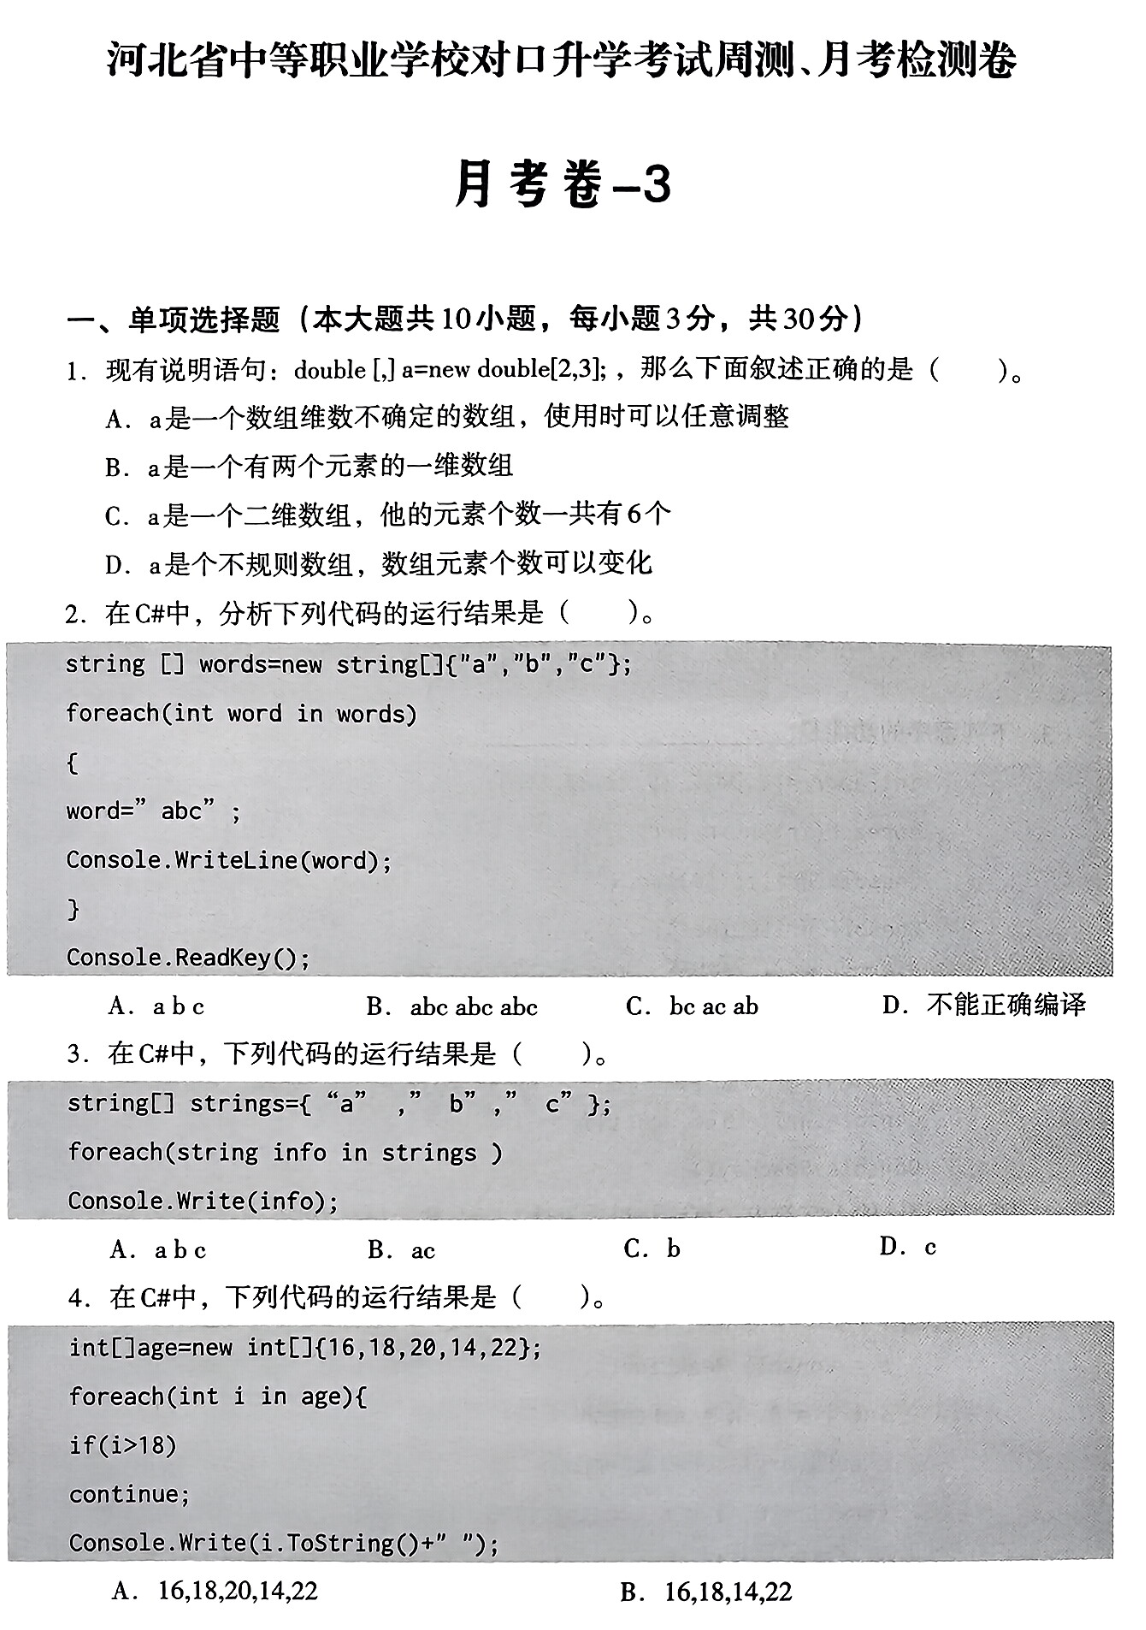 河北省中等职业学校对口升学考试周测、月考检测卷
月考卷-3
一、单项选择题（本大题共10小题，每小题3分，共30分）
1. 现有说明语句：double [,] a=new double[2,3]; ，那么下面叙述正确的是（　　）。
A. a是一个数组维数不确定的数组，使用时可以任意调整
B. a是一个有两个元素的一维数组
C. a是一个二维数组，他的元素个数一共有6个
D. a是个不规则数组，数组元素个数可以变化
2. 在C#中，分析下列代码的运行结果是（　　）。
string [] words=new string[]{"a","b","c"};
foreach(int word in words)
{
word=” abc” ;
Console.WriteLine(word);
}
Console.ReadKey();
A. a b c B. abc abc abc C. bc ac ab D. 不能正确编译
3. 在C#中，下列代码的运行结果是（　　）。
string[] strings={ “a” ,” b” ,” c” };
foreach(string info in strings )
Console.Write(info);
A. a b c B. ac C. b D. c
4. 在C#中，下列代码的运行结果是（　　）。
int[]age=new int[]{16,18,20,14,22};
foreach(int i in age){
if(i>18)
continue;
Console.Write(i.ToString()+" ");
A. 16,18,20,14,22 B. 16,18,14,22